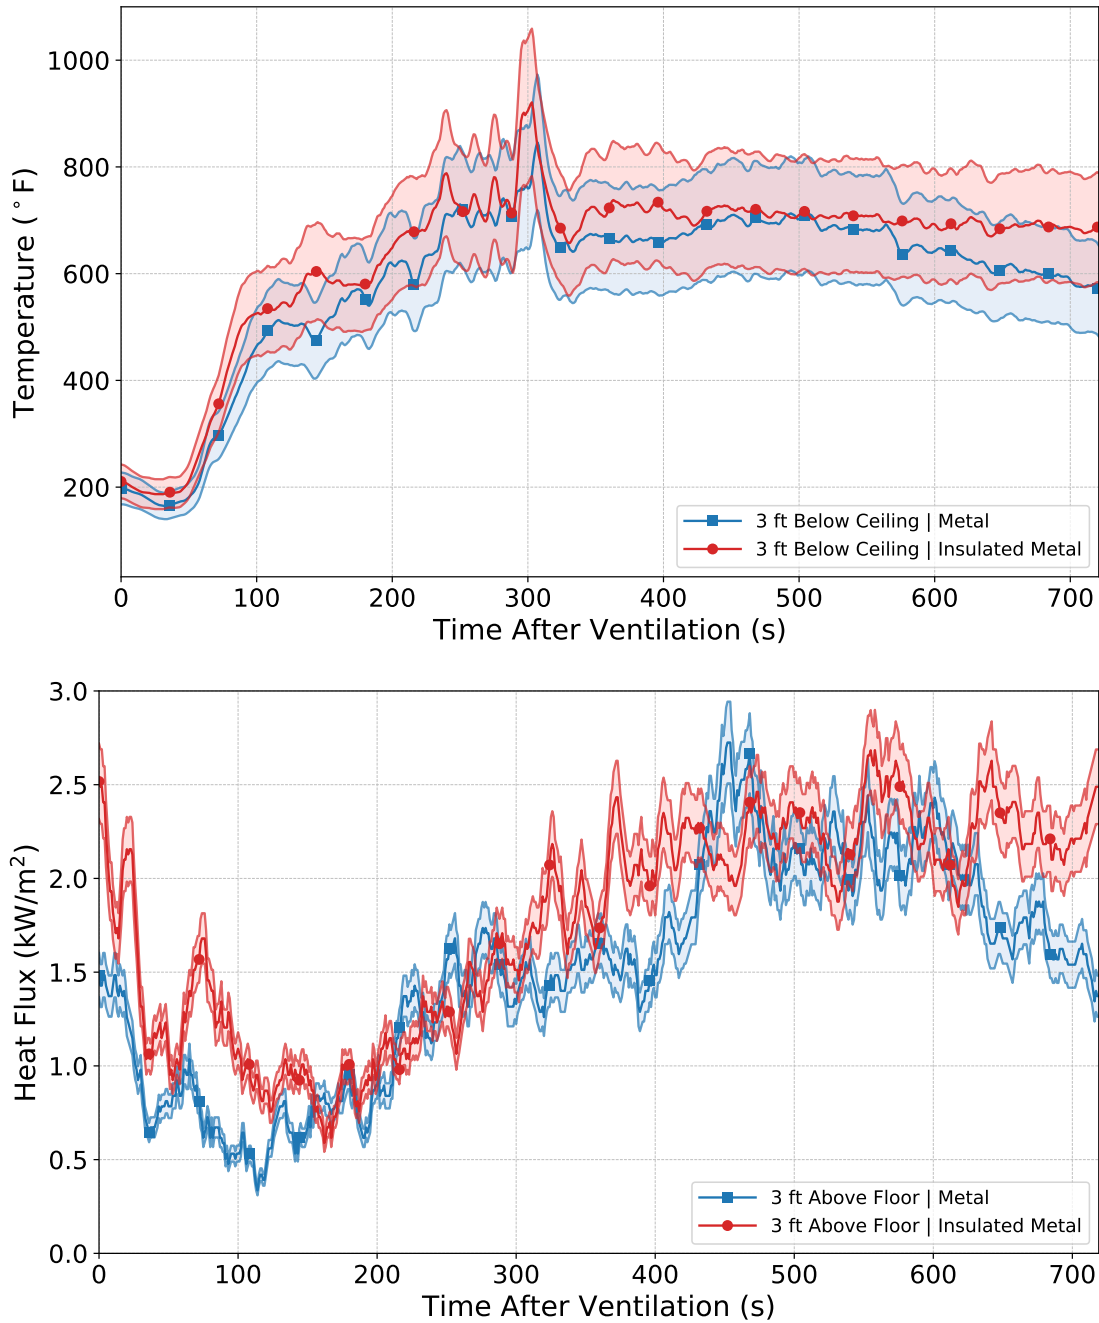 1000
800
600
400
200
Temperature (°F)
0 100 200 300 400 500 600 700
Time After Ventilation (s)
3 ft Below Ceiling | Metal
3 ft Below Ceiling | Insulated Metal
3.0
2.5
2.0
1.5
1.0
0.5
0.0
Heat Flux (kW/m²)
0 100 200 300 400 500 600 700
Time After Ventilation (s)
3 ft Above Floor | Metal
3 ft Above Floor | Insulated Metal